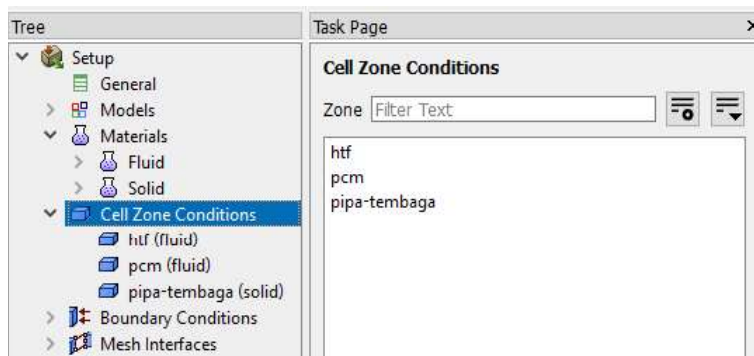 Tree
Setup
General
Models
Materials
Fluid
Solid
Cell Zone Conditions
htf (fluid)
pcm (fluid)
pipa-tembaga (solid)
Boundary Conditions
Mesh Interfaces
Task Page
Cell Zone Conditions
Zone Filter Text
htf
pcm
pipa-tembaga